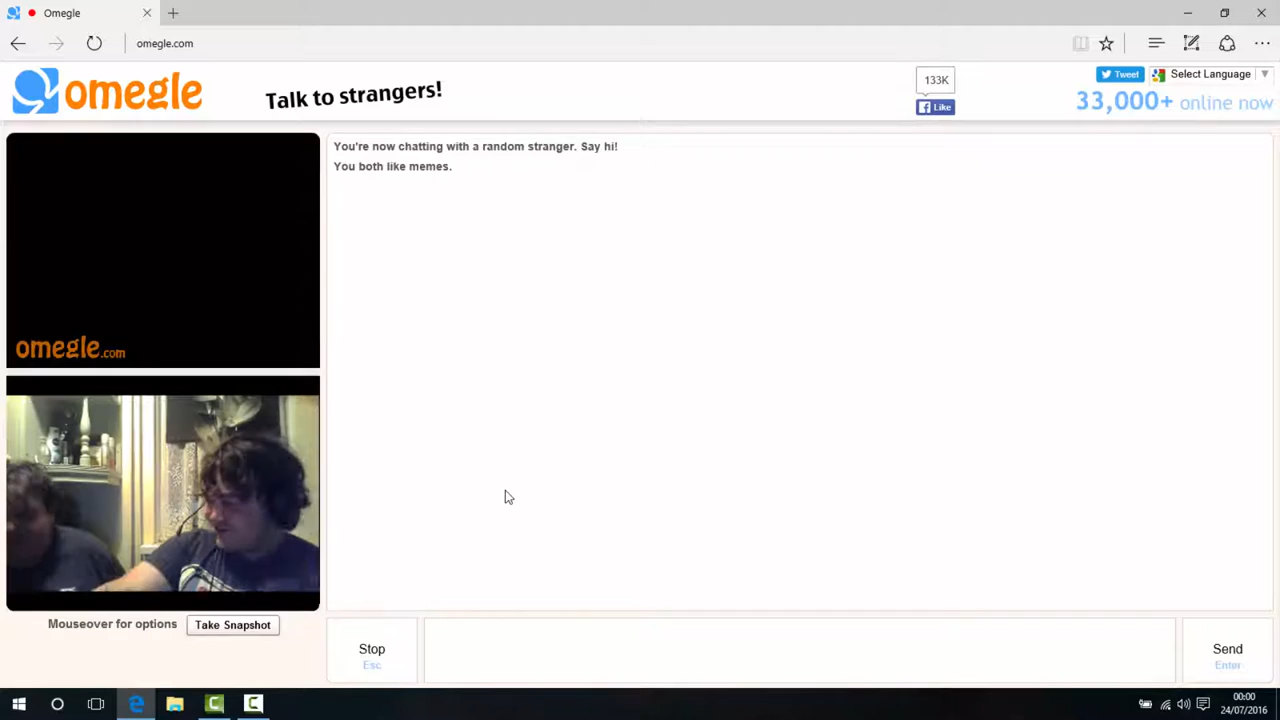 Omegle
omegle.com
omegle
Talk to strangers!
133K
Like
Tweet
Select Language
33,000+ online now
You're now chatting with a random stranger. Say hi!
You both like memes.
omegle.com
Mouseover for options
Take Snapshot
Stop
Esc
Send
Enter
00:00
24/07/2016